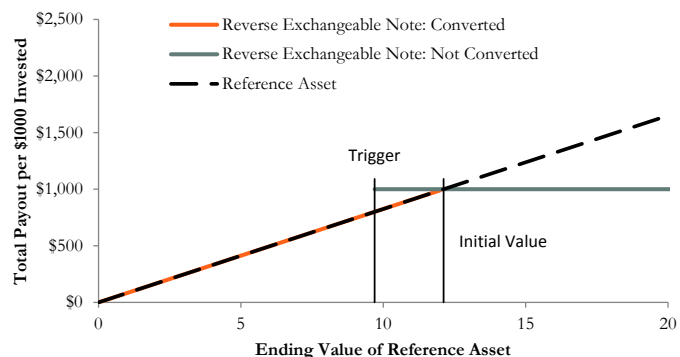 $2,500
$2,000
$1,500
$1,000
$500
$0
Total Payout per $1000 Invested
Reverse Exchangeable Note: Converted
Reverse Exchangeable Note: Not Converted
Reference Asset
Trigger
Initial Value
0
5
10
15
20
Ending Value of Reference Asset